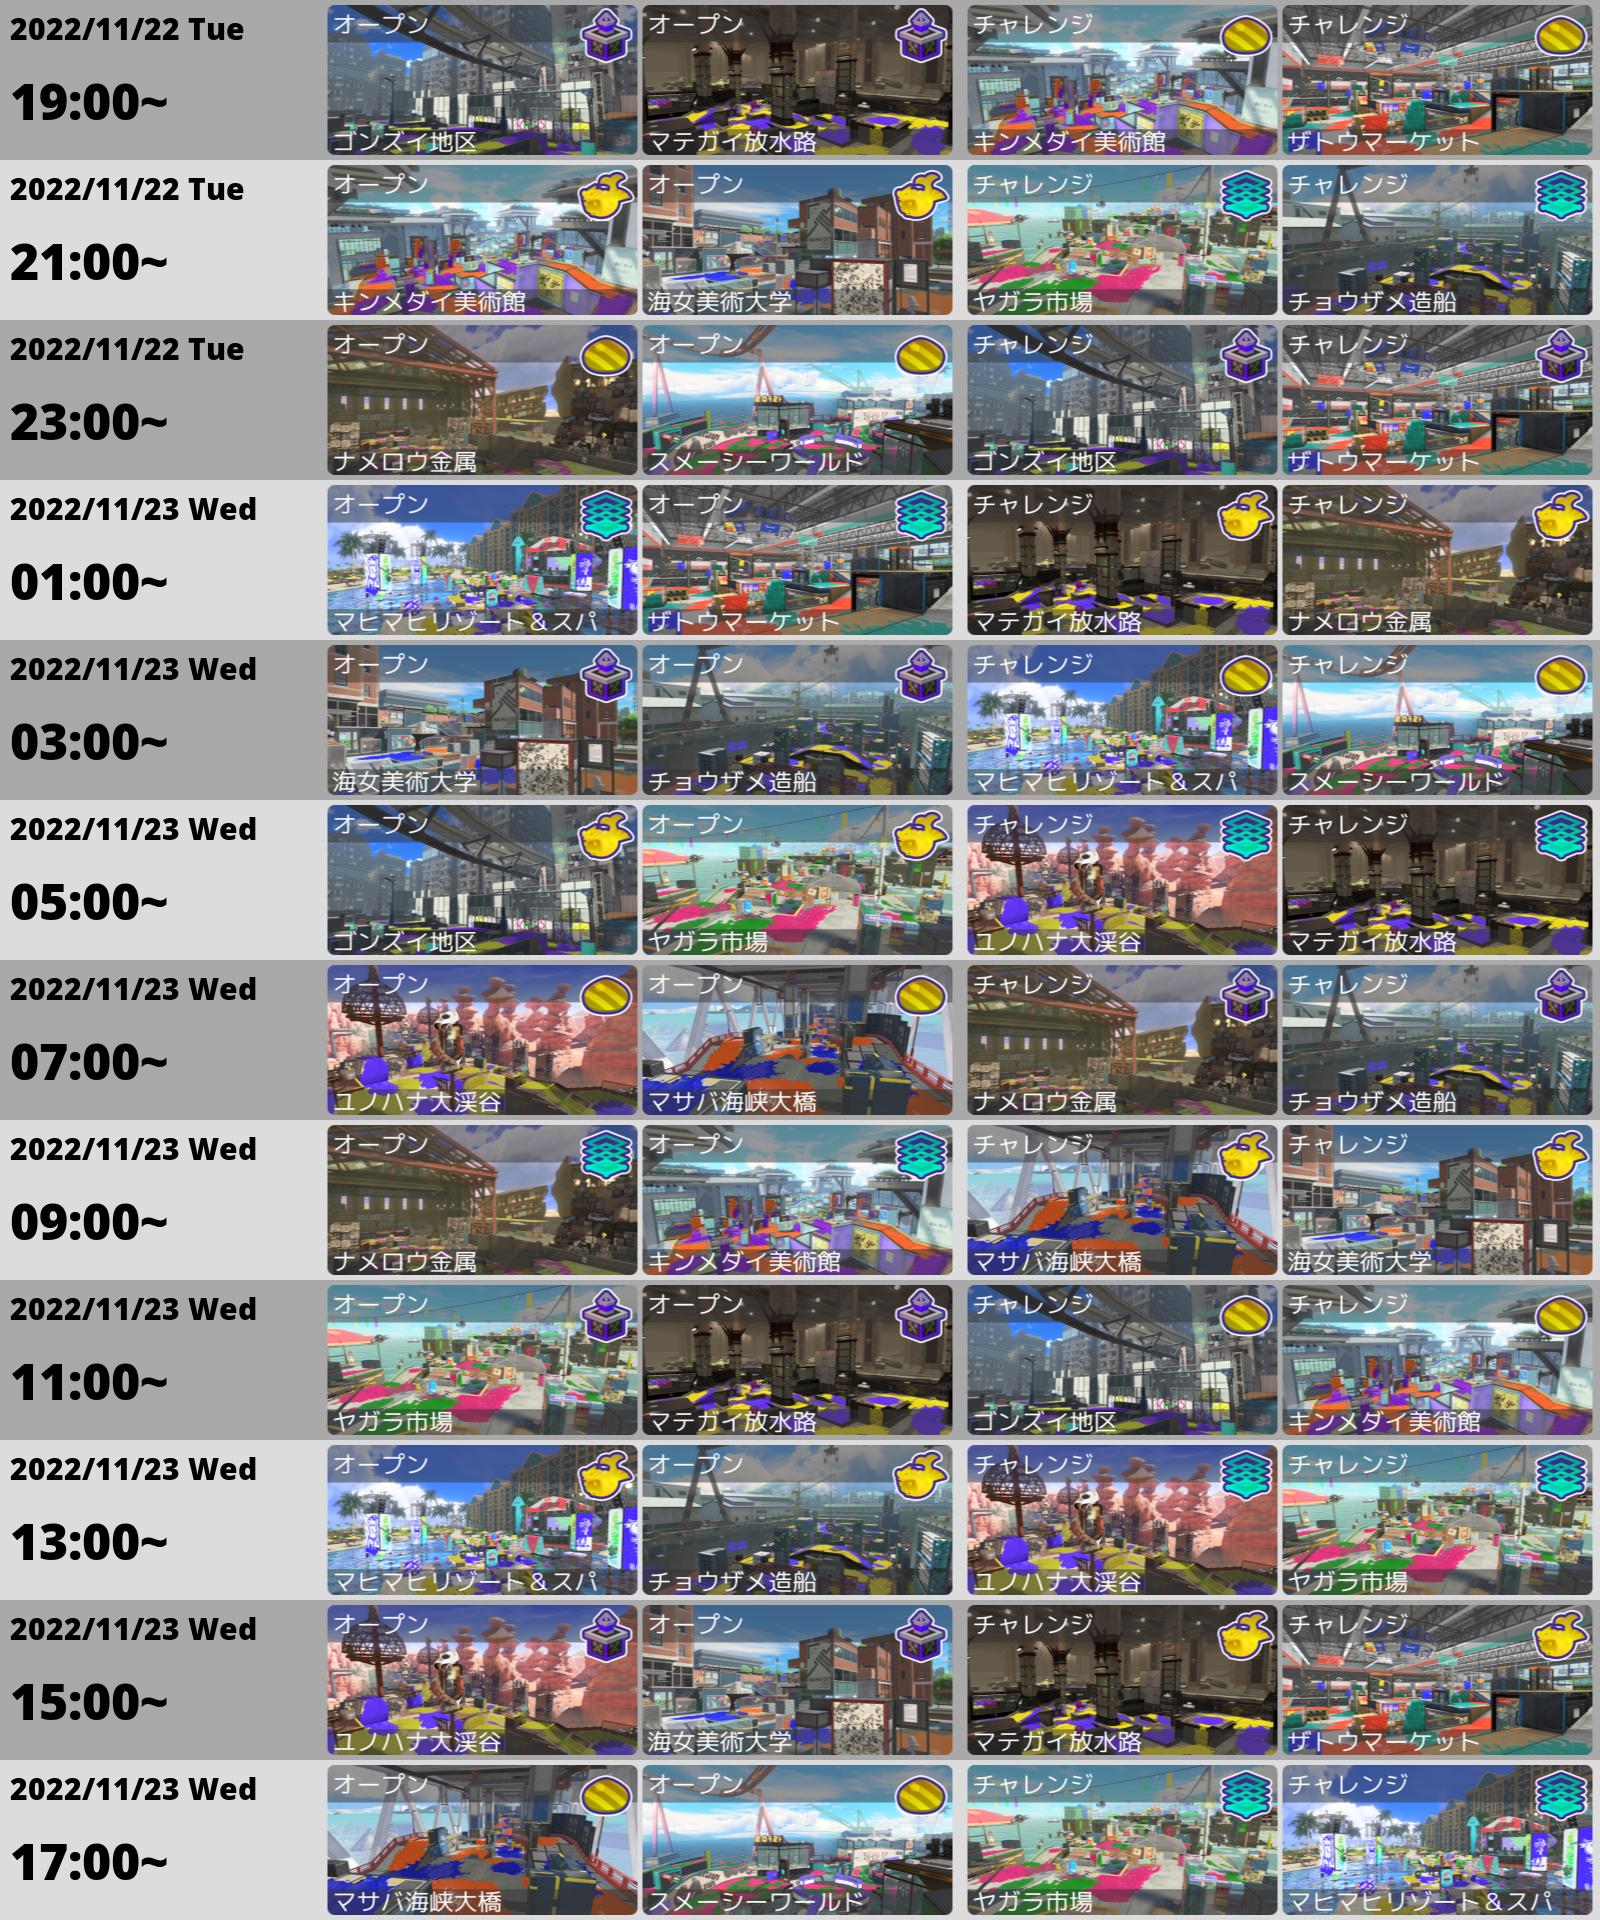 2022/11/22 Tue
19:00~
オープン
ゴンズイ地区
オープン
マテガイ放水路
チャレンジ
キンメダイ美術館
チャレンジ
ザトウマーケット
2022/11/22 Tue
21:00~
オープン
キンメダイ美術館
オープン
海女美術大学
チャレンジ
ヤガラ市場
チャレンジ
チョウザメ造船
2022/11/22 Tue
23:00~
オープン
ナメロウ金属
オープン
スメーシーワールド
チャレンジ
ゴンズイ地区
チャレンジ
ザトウマーケット
2022/11/23 Wed
01:00~
オープン
マヒマヒリゾート＆スパ
オープン
ザトウマーケット
チャレンジ
マテガイ放水路
チャレンジ
ナメロウ金属
2022/11/23 Wed
03:00~
オープン
海女美術大学
オープン
チョウザメ造船
チャレンジ
マヒマヒリゾート＆スパ
チャレンジ
スメーシーワールド
2022/11/23 Wed
05:00~
オープン
ゴンズイ地区
オープン
ヤガラ市場
チャレンジ
ユノハナ大渓谷
チャレンジ
マテガイ放水路
2022/11/23 Wed
07:00~
オープン
ユノハナ大渓谷
オープン
マサバ海峡大橋
チャレンジ
ナメロウ金属
チャレンジ
チョウザメ造船
2022/11/23 Wed
09:00~
オープン
ナメロウ金属
オープン
キンメダイ美術館
チャレンジ
マサバ海峡大橋
チャレンジ
海女美術大学
2022/11/23 Wed
11:00~
オープン
ヤガラ市場
オープン
マテガイ放水路
チャレンジ
ゴンズイ地区
チャレンジ
キンメダイ美術館
2022/11/23 Wed
13:00~
オープン
マヒマヒリゾート＆スパ
オープン
チョウザメ造船
チャレンジ
ユノハナ大渓谷
チャレンジ
ヤガラ市場
2022/11/23 Wed
15:00~
オープン
ユノハナ大渓谷
オープン
海女美術大学
チャレンジ
マテガイ放水路
チャレンジ
ザトウマーケット
2022/11/23 Wed
17:00~
オープン
マサバ海峡大橋
オープン
スメーシーワールド
チャレンジ
ヤガラ市場
チャレンジ
マヒマヒリゾート＆スパ